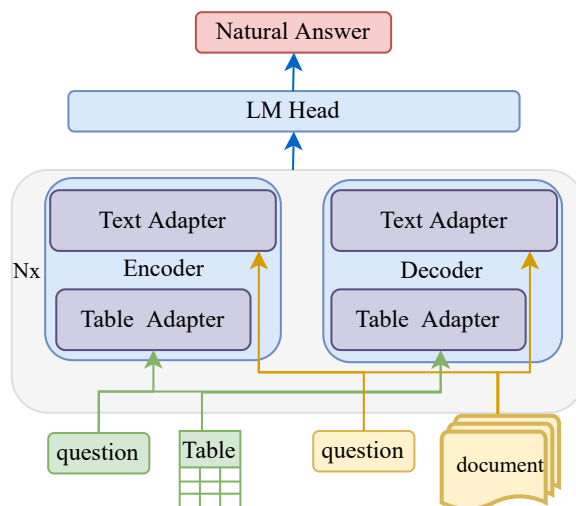 Natural Answer
LM Head
Text Adapter
Text Adapter
Nx
Encoder
Decoder
Table Adapter
Table Adapter
question
Table
question
document